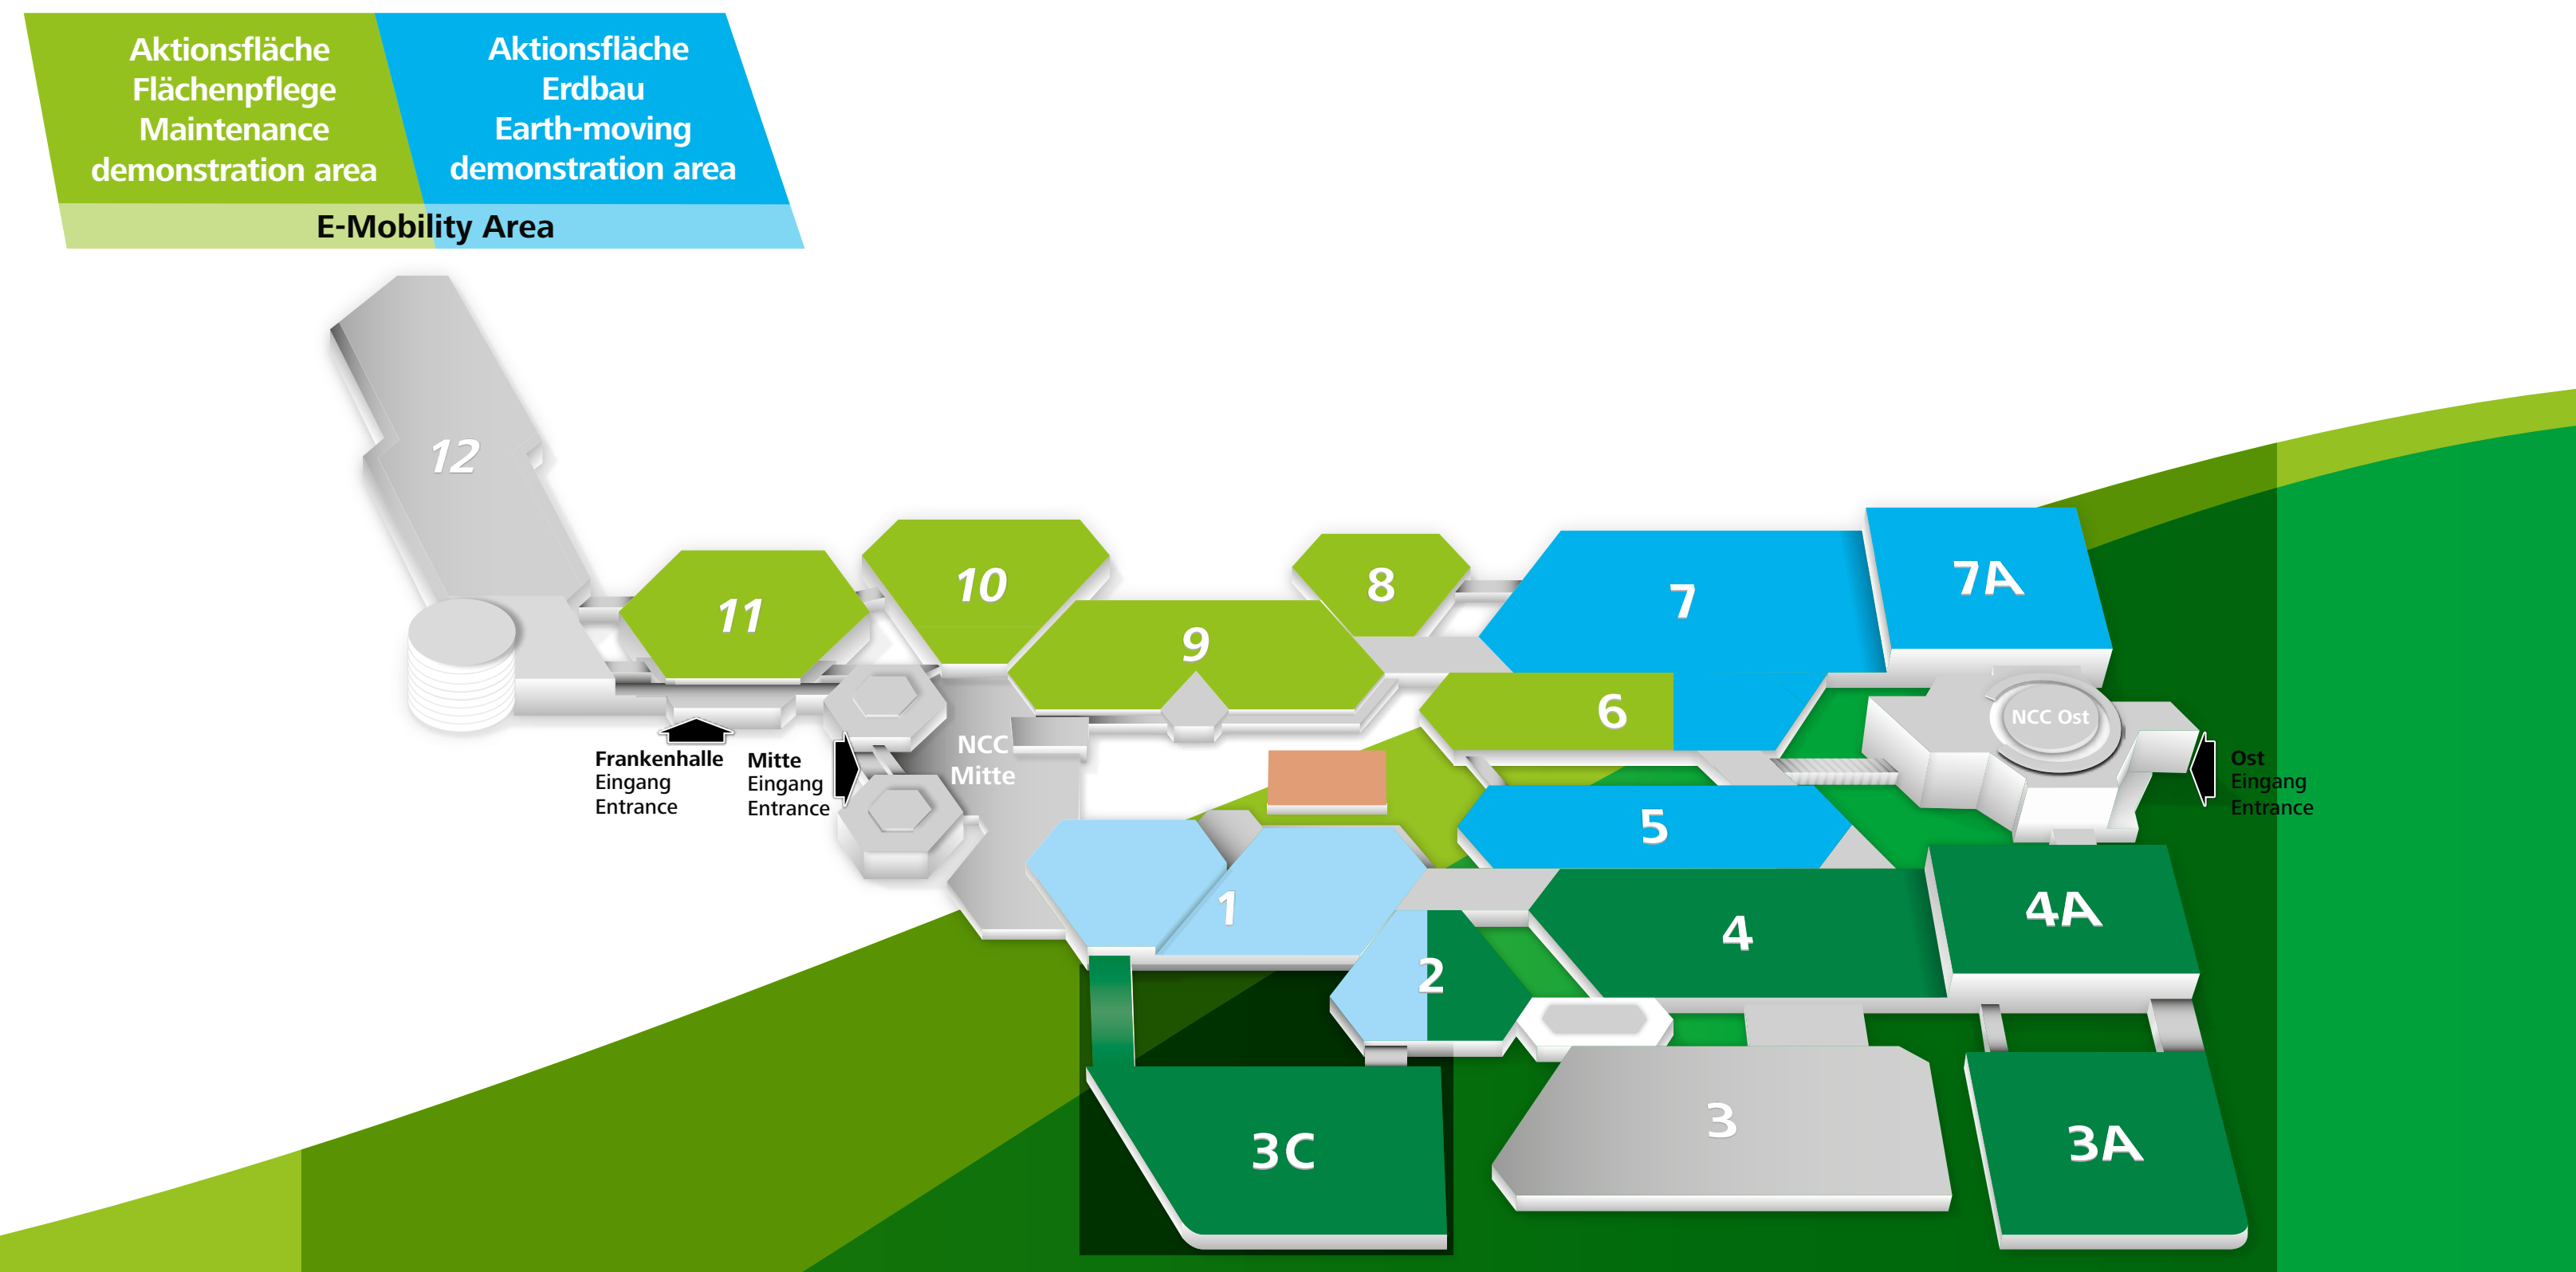 Aktionsfläche
Flächenpflege
Maintenance
demonstration area
Aktionsfläche
Erdbau
Earth-moving
demonstration area
E-Mobility Area
12
11
10
9
8
7
7A
6
NCC Ost
NCC
Mitte
Frankenhalle
Eingang
Entrance
Mitte
Eingang
Entrance
Ost
Eingang
Entrance
5
1
2
4
4A
3C
3
3A